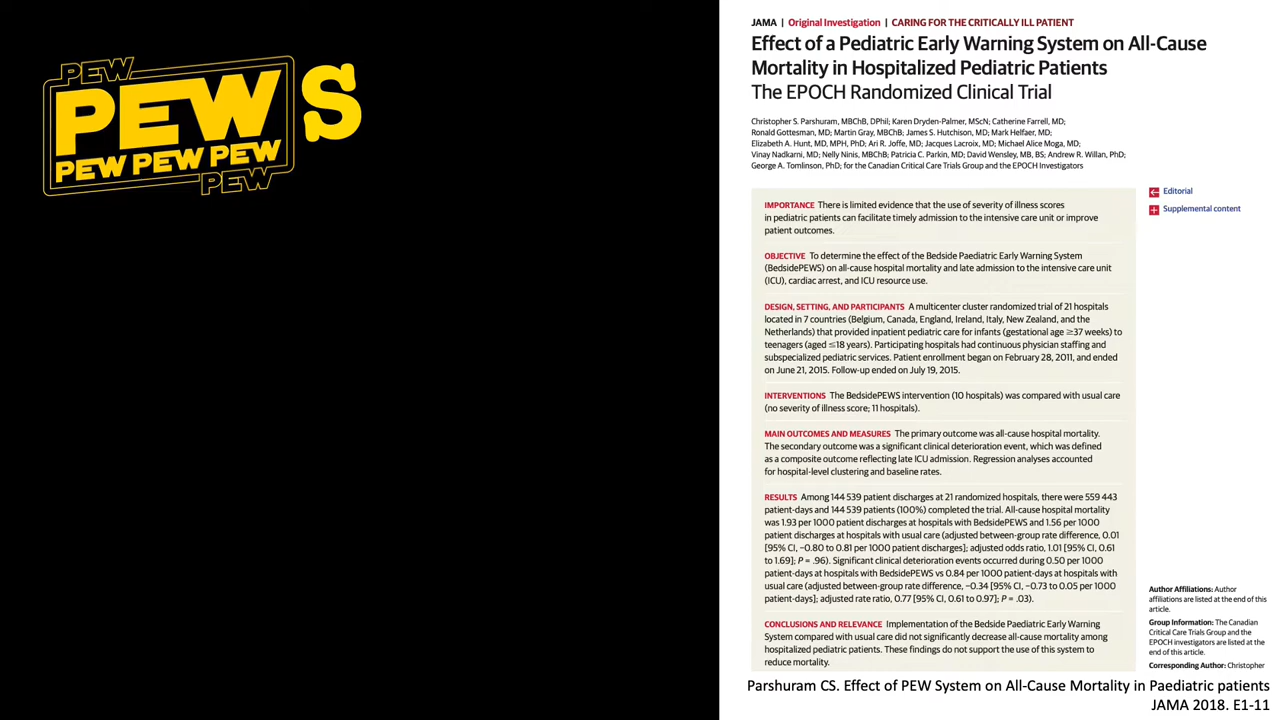 PEW
PEW S
PEW PEW PEW
PEW
JAMA | Original Investigation | CARING FOR THE CRITICALLY ILL PATIENT
Effect of a Pediatric Early Warning System on All-Cause
Mortality in Hospitalized Pediatric Patients
The EPOCH Randomized Clinical Trial
Christopher S. Parshuram, MBChB, DPhil; Karen Dryden-Palmer, MScN; Catherine Farrell, MD;
Ronald Gottesman, MD; Martin Gray, MBChB; James S. Hutchison, MD; Mark Helfaer, MD;
Elizabeth A. Hunt, MD, MPH, PhD; Ari R. Joffe, MD; Jacques Lacroix, MD; Michael Alice Moga, MD;
Vinay Nadkarni, MD; Nelly Ninis, MBChB; Patricia C. Parkin, MD; David Wensley, MB, BS; Andrew R. Willan, PhD;
George A. Tomlinson, PhD; for the Canadian Critical Care Trials Group and the EPOCH Investigators
IMPORTANCE There is limited evidence that the use of severity of illness scores
in pediatric patients can facilitate timely admission to the intensive care unit or improve
patient outcomes.
OBJECTIVE To determine the effect of the Bedside Paediatric Early Warning System
(BedsidePEWS) on all-cause hospital mortality and late admission to the intensive care unit
(ICU), cardiac arrest, and ICU resource use.
DESIGN, SETTING, AND PARTICIPANTS A multicenter cluster randomized trial of 21 hospitals
located in 7 countries (Belgium, Canada, England, Ireland, Italy, New Zealand, and the
Netherlands) that provided inpatient pediatric care for infants (gestational age ≥37 weeks) to
teenagers (aged ≤18 years). Participating hospitals had continuous physician staffing and
subspecialized pediatric services. Patient enrollment began on February 28, 2011, and ended
on June 21, 2015. Follow-up ended on July 19, 2015.
INTERVENTIONS The BedsidePEWS intervention (10 hospitals) was compared with usual care
(no severity of illness score; 11 hospitals).
MAIN OUTCOMES AND MEASURES The primary outcome was all-cause hospital mortality.
The secondary outcome was a significant clinical deterioration event, which was defined
as a composite outcome reflecting late ICU admission. Regression analyses accounted
for hospital-level clustering and baseline rates.
RESULTS Among 144 539 patient discharges at 21 randomized hospitals, there were 559 443
patient-days and 144 539 patients (100%) completed the trial. All-cause hospital mortality
was 1.93 per 1000 patient discharges at hospitals with BedsidePEWS and 1.56 per 1000
patient discharges at hospitals with usual care (adjusted between-group rate difference, 0.01
[95% CI, −0.80 to 0.81 per 1000 patient discharges]; adjusted odds ratio, 1.01 [95% CI, 0.61
to 1.69]; P = .96). Significant clinical deterioration events occurred during 0.50 per 1000
patient-days at hospitals with BedsidePEWS vs 0.84 per 1000 patient-days at hospitals with
usual care (adjusted between-group rate difference, −0.34 [95% CI, −0.73 to 0.05 per 1000
patient-days]; adjusted rate ratio, 0.77 [95% CI, 0.61 to 0.97]; P = .03).
CONCLUSIONS AND RELEVANCE Implementation of the Bedside Paediatric Early Warning
System compared with usual care did not significantly decrease all-cause mortality among
hospitalized pediatric patients. These findings do not support the use of this system to
reduce mortality.
Editorial
Supplemental content
Author Affiliations: Author
affiliations are listed at the end of this
article.
Group Information: The Canadian
Critical Care Trials Group and the
EPOCH investigators are listed at the
end of this article.
Corresponding Author: Christopher
Parshuram CS. Effect of PEW System on All-Cause Mortality in Paediatric patients
JAMA 2018. E1-11